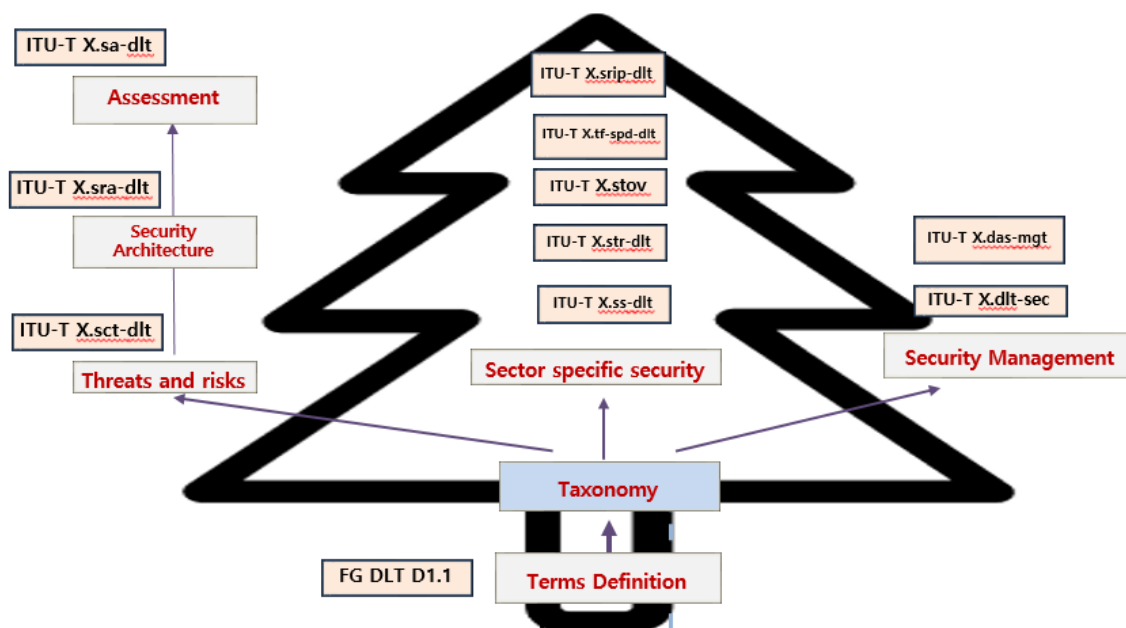 ITU-T X.sa-dlt
Assessment
ITU-T X.sra-dlt
Security
Architecture
ITU-T X.sct-dlt
Threats and risks
ITU-T X.srip-dlt
ITU-T X.tf-spd-dlt
ITU-T X.stov
ITU-T X.str-dlt
ITU-T X.ss-dlt
Sector specific security
ITU-T X.das-mgt
ITU-T X.dlt-sec
Security Management
Taxonomy
FG DLT D1.1
Terms Definition